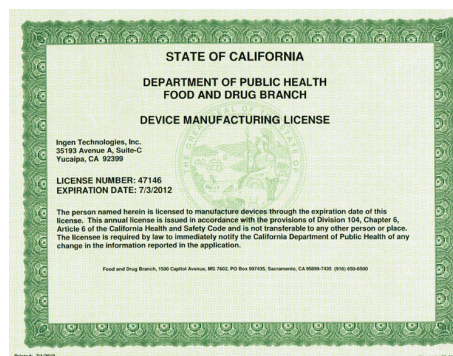 STATE OF CALIFORNIA
DEPARTMENT OF PUBLIC HEALTH
FOOD AND DRUG BRANCH
DEVICE MANUFACTURING LICENSE
Ingen Technologies, Inc.
35193 Avenue A, Suite-C
Yucaipa, CA 92399
LICENSE NUMBER: 47146
EXPIRATION DATE: 7/3/2012
The person named herein is licensed to manufacture devices through the expiration date of this
license. This annual license is issued in accordance with the provisions of Division 104, Chapter 6,
Article 6 of the California Health and Safety Code and is not transferable to any other person or place.
The licensee is required by law to immediately notify the California Department of Public Health of any
change in the information reported in the application.
Food and Drug Branch, 1500 Capitol Avenue, MS 7602, PO Box 997435, Sacramento, CA 95899-7435 (916) 650-6500